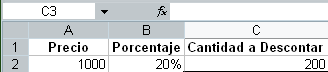 C3 fx
A B C
1 Precio Porcentaje Cantidad a Descontar
2 1000 20% 200